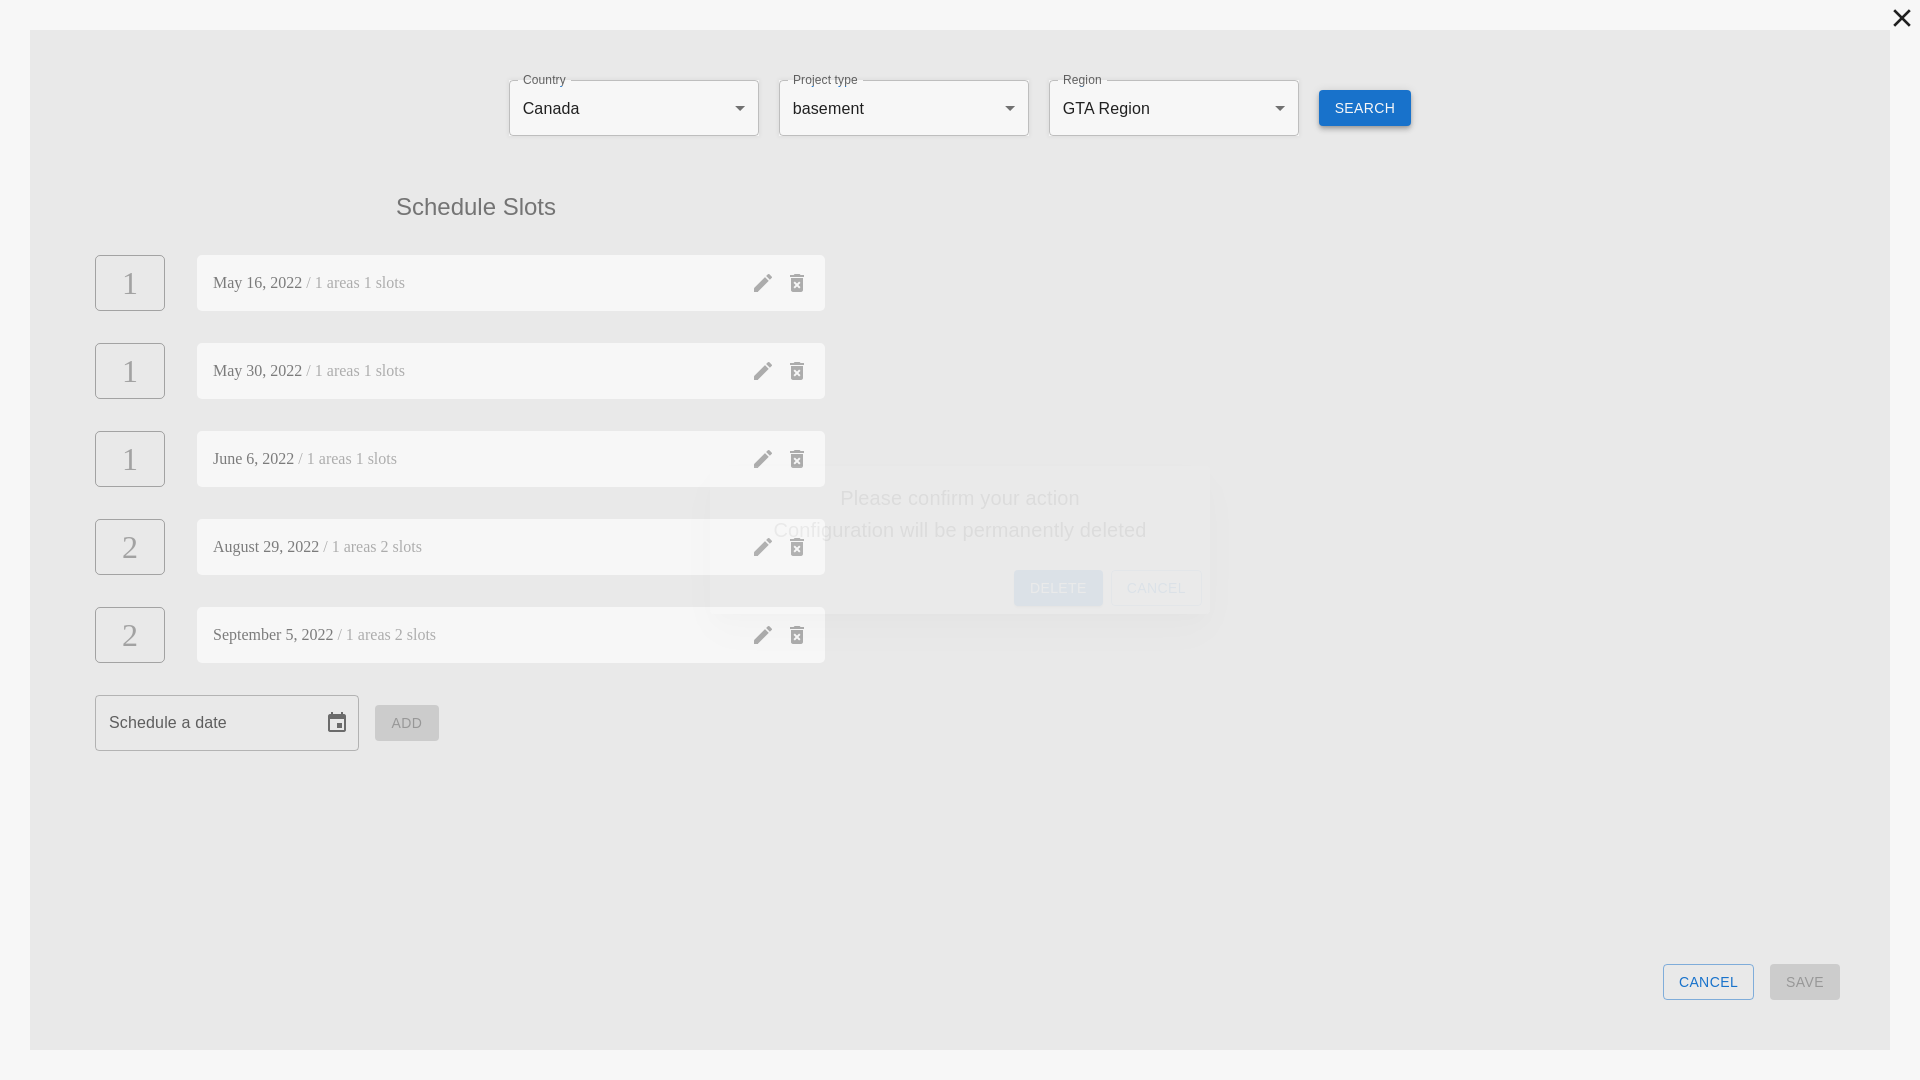 Country
Canada
Project type
basement
Region
GTA Region
SEARCH
Schedule Slots
1
May 16, 2022 / 1 areas 1 slots
1
May 30, 2022 / 1 areas 1 slots
1
June 6, 2022 / 1 areas 1 slots
2
August 29, 2022 / 1 areas 2 slots
2
September 5, 2022 / 1 areas 2 slots
Please confirm your action
Configuration will be permanently deleted
DELETE
CANCEL
Schedule a date
ADD
CANCEL
SAVE